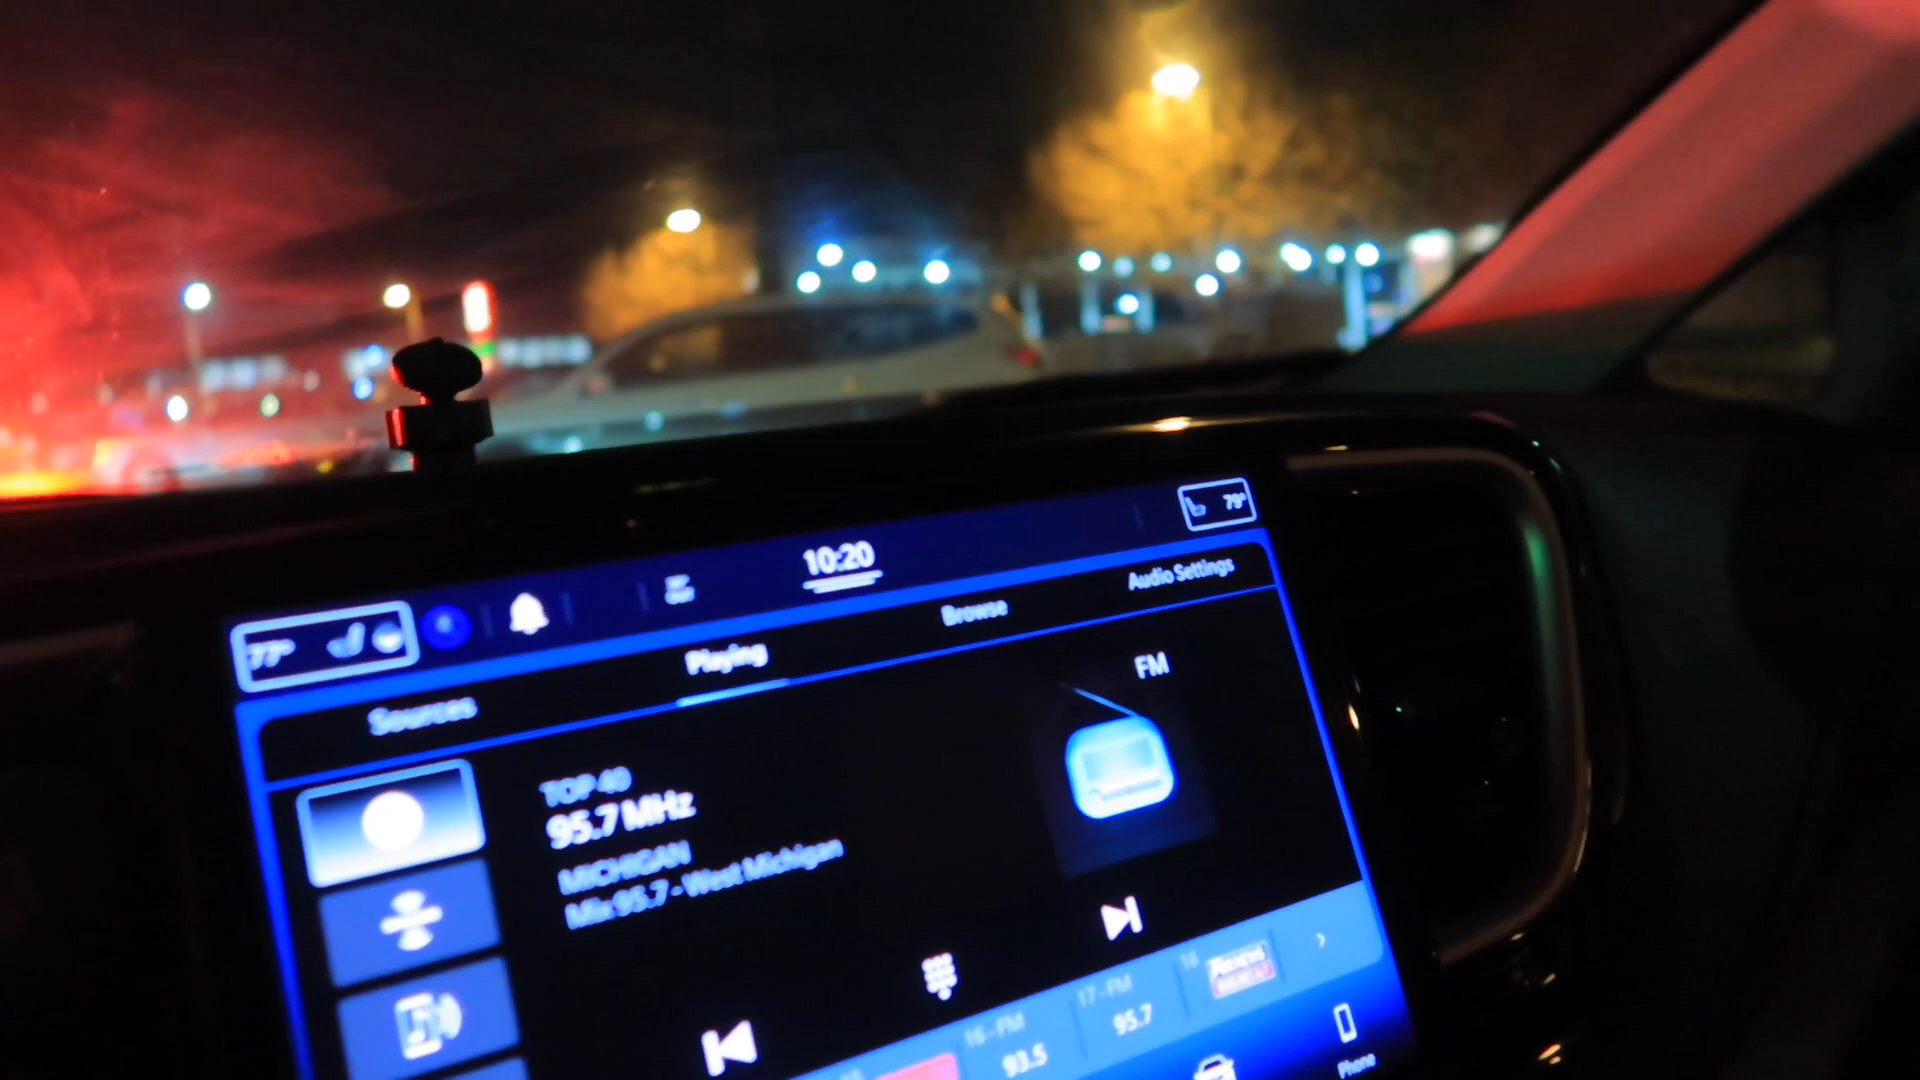 79°
10:20
77°
OUT
Audio Settings
Browse
Playing
Sources
FM
TOP 40
95.7 MHz
MICHIGAN
Mix 95.7 - West Michigan
18
17 - FM
95.7
16 - FM
93.5
Phone